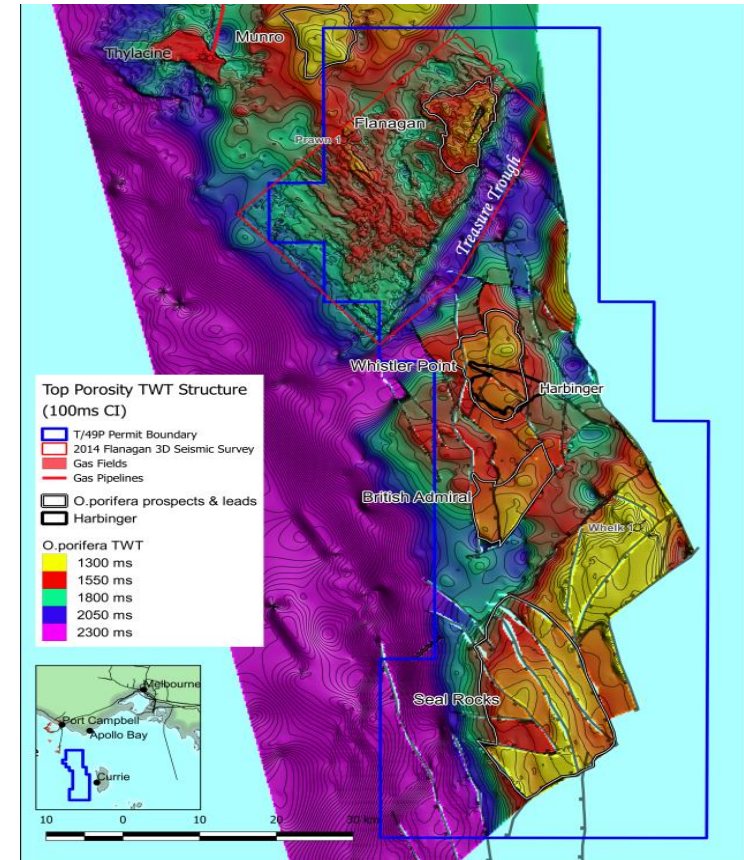 Munro
Thylacine
Flanagan
Prawn 1
Treasure Trough
Whistler Point
Harbinger
British Admiral
Whelk 1
Seal Rocks
Top Porosity TWT Structure
(100ms CI)
T/49P Permit Boundary
2014 Flanagan 3D Seismic Survey
Gas Fields
Gas Pipelines
O.porifera prospects & leads
Harbinger
O.porifera TWT
1300 ms
1550 ms
1800 ms
2050 ms
2300 ms
Melbourne
Port Campbell
Apollo Bay
Currie
10 0 10 20 30 km